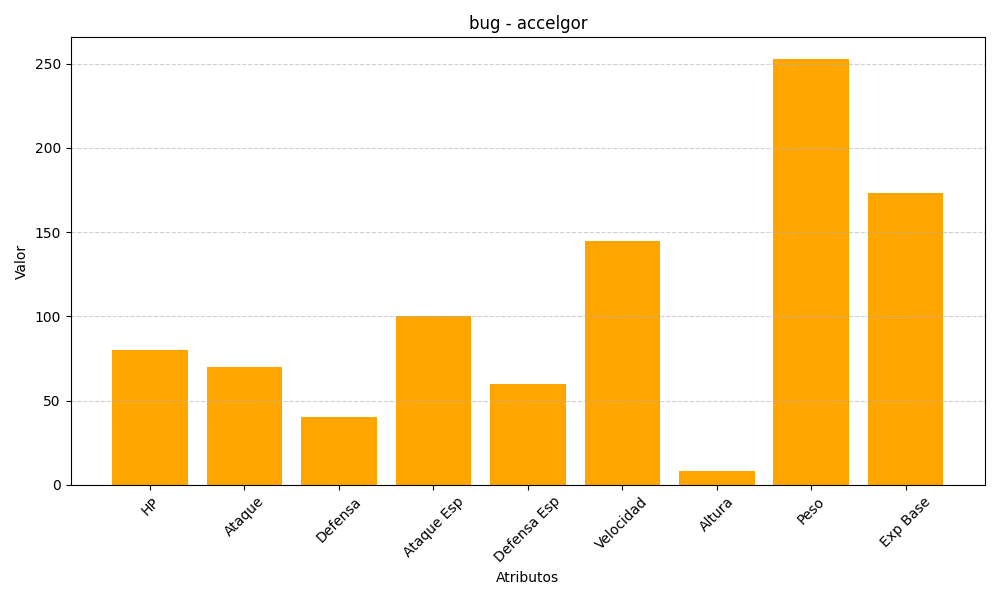 bug - accelgor
Valor
250
200
150
100
50
0
HP
Ataque
Defensa
Ataque Esp
Defensa Esp
Velocidad
Altura
Peso
Exp Base
Atributos